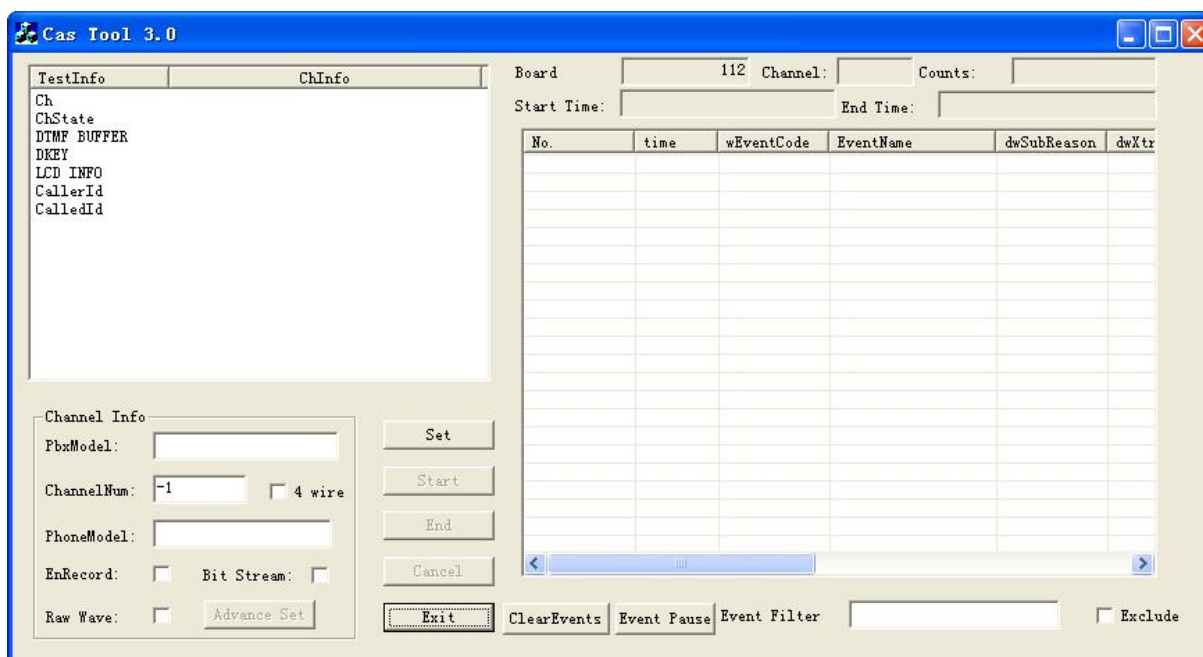 Cas Tool 3.0
TestInfo ChInfo
Ch
ChState
DTMF BUFFER
DKEY
LCD INFO
CallerId
CalledId
Board 112 Channel: Counts:
Start Time: End Time:
No. time wEventCode EventName dwSubReason dwXtr
Channel Info
PbxModel:
ChannelNum: -1 4 wire
PhoneModel:
EnRecord: Bit Stream:
Raw Wave: Advance Set
Set
Start
End
Cancel
Exit
ClearEvents Event Pause Event Filter Exclude